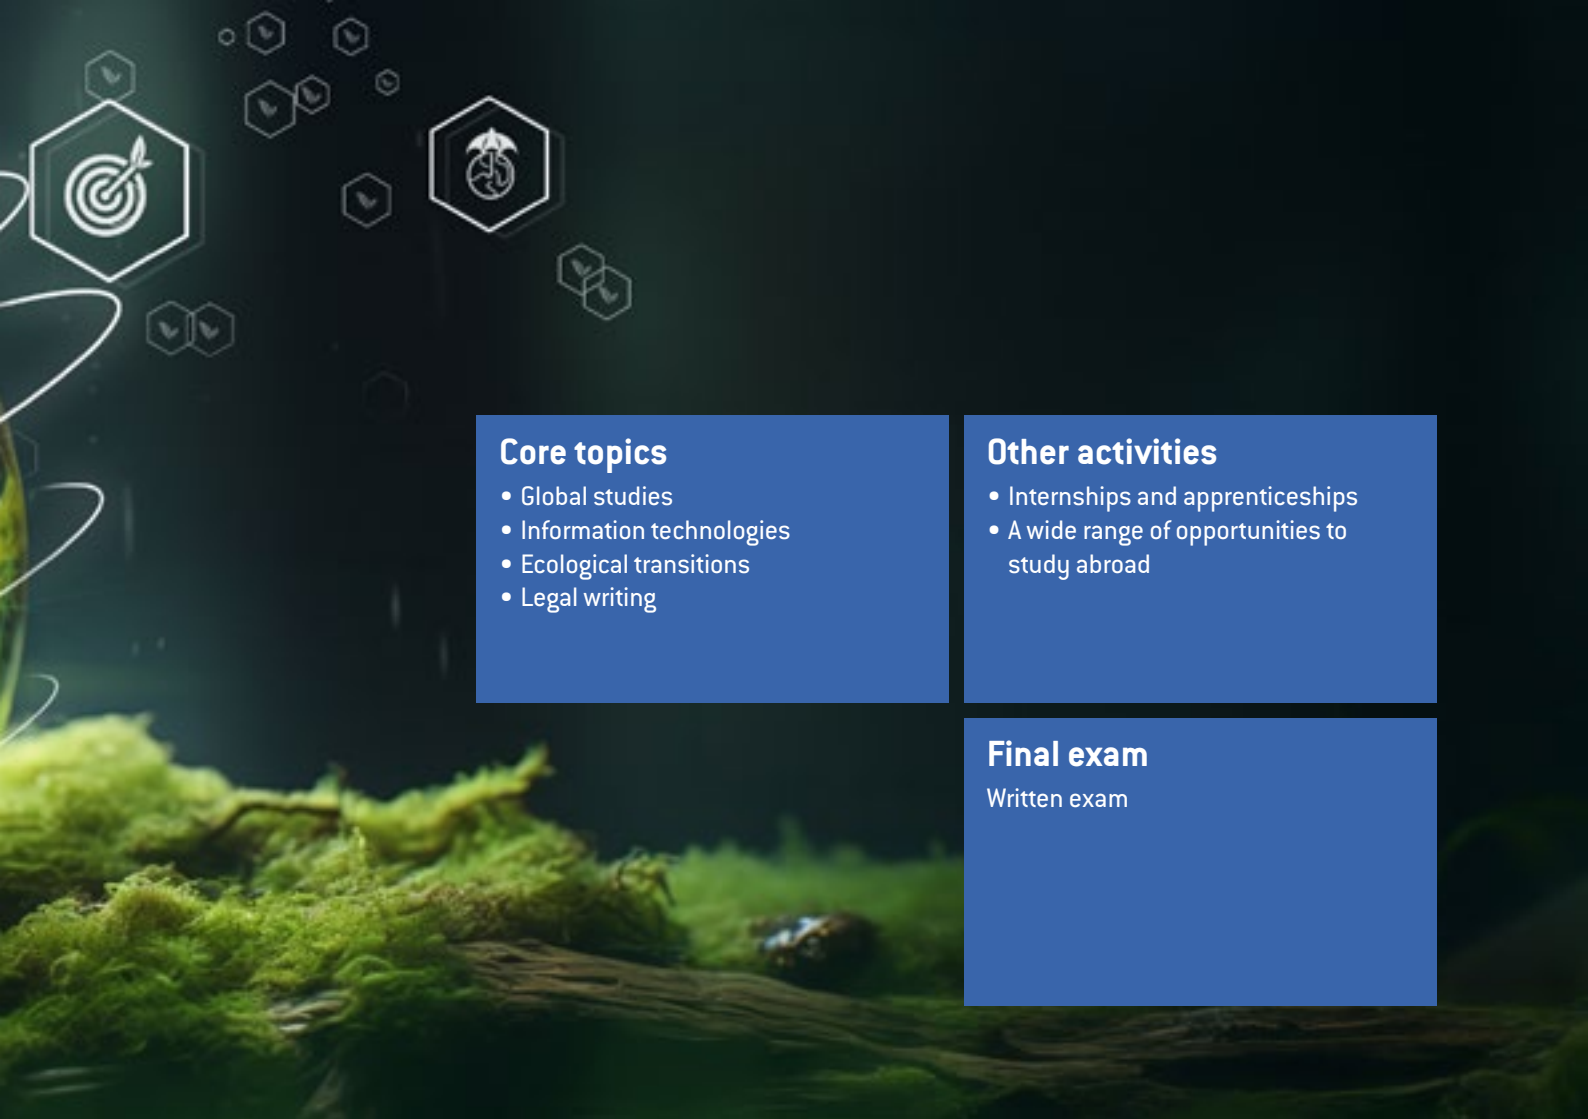 Core topics
• Global studies
• Information technologies
• Ecological transitions
• Legal writing
Other activities
• Internships and apprenticeships
• A wide range of opportunities to
study abroad
Final exam
Written exam